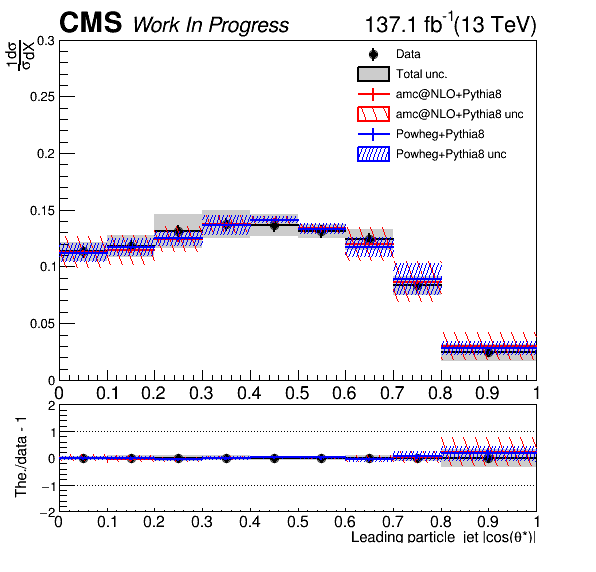 CMS Work In Progress 137.1 fb⁻¹(13 TeV)
1 dσ
σ dX
0.3
0.25
0.2
0.15
0.1
0.05
0
Data
Total unc.
amc@NLO+Pythia8
amc@NLO+Pythia8 unc
Powheg+Pythia8
Powheg+Pythia8 unc
0 0.1 0.2 0.3 0.4 0.5 0.6 0.7 0.8 0.9 1
The./data - 1
2
1
0
−1
−2
0 0.1 0.2 0.3 0.4 0.5 0.6 0.7 0.8 0.9 1
Leading particle jet |cos(θ*)|